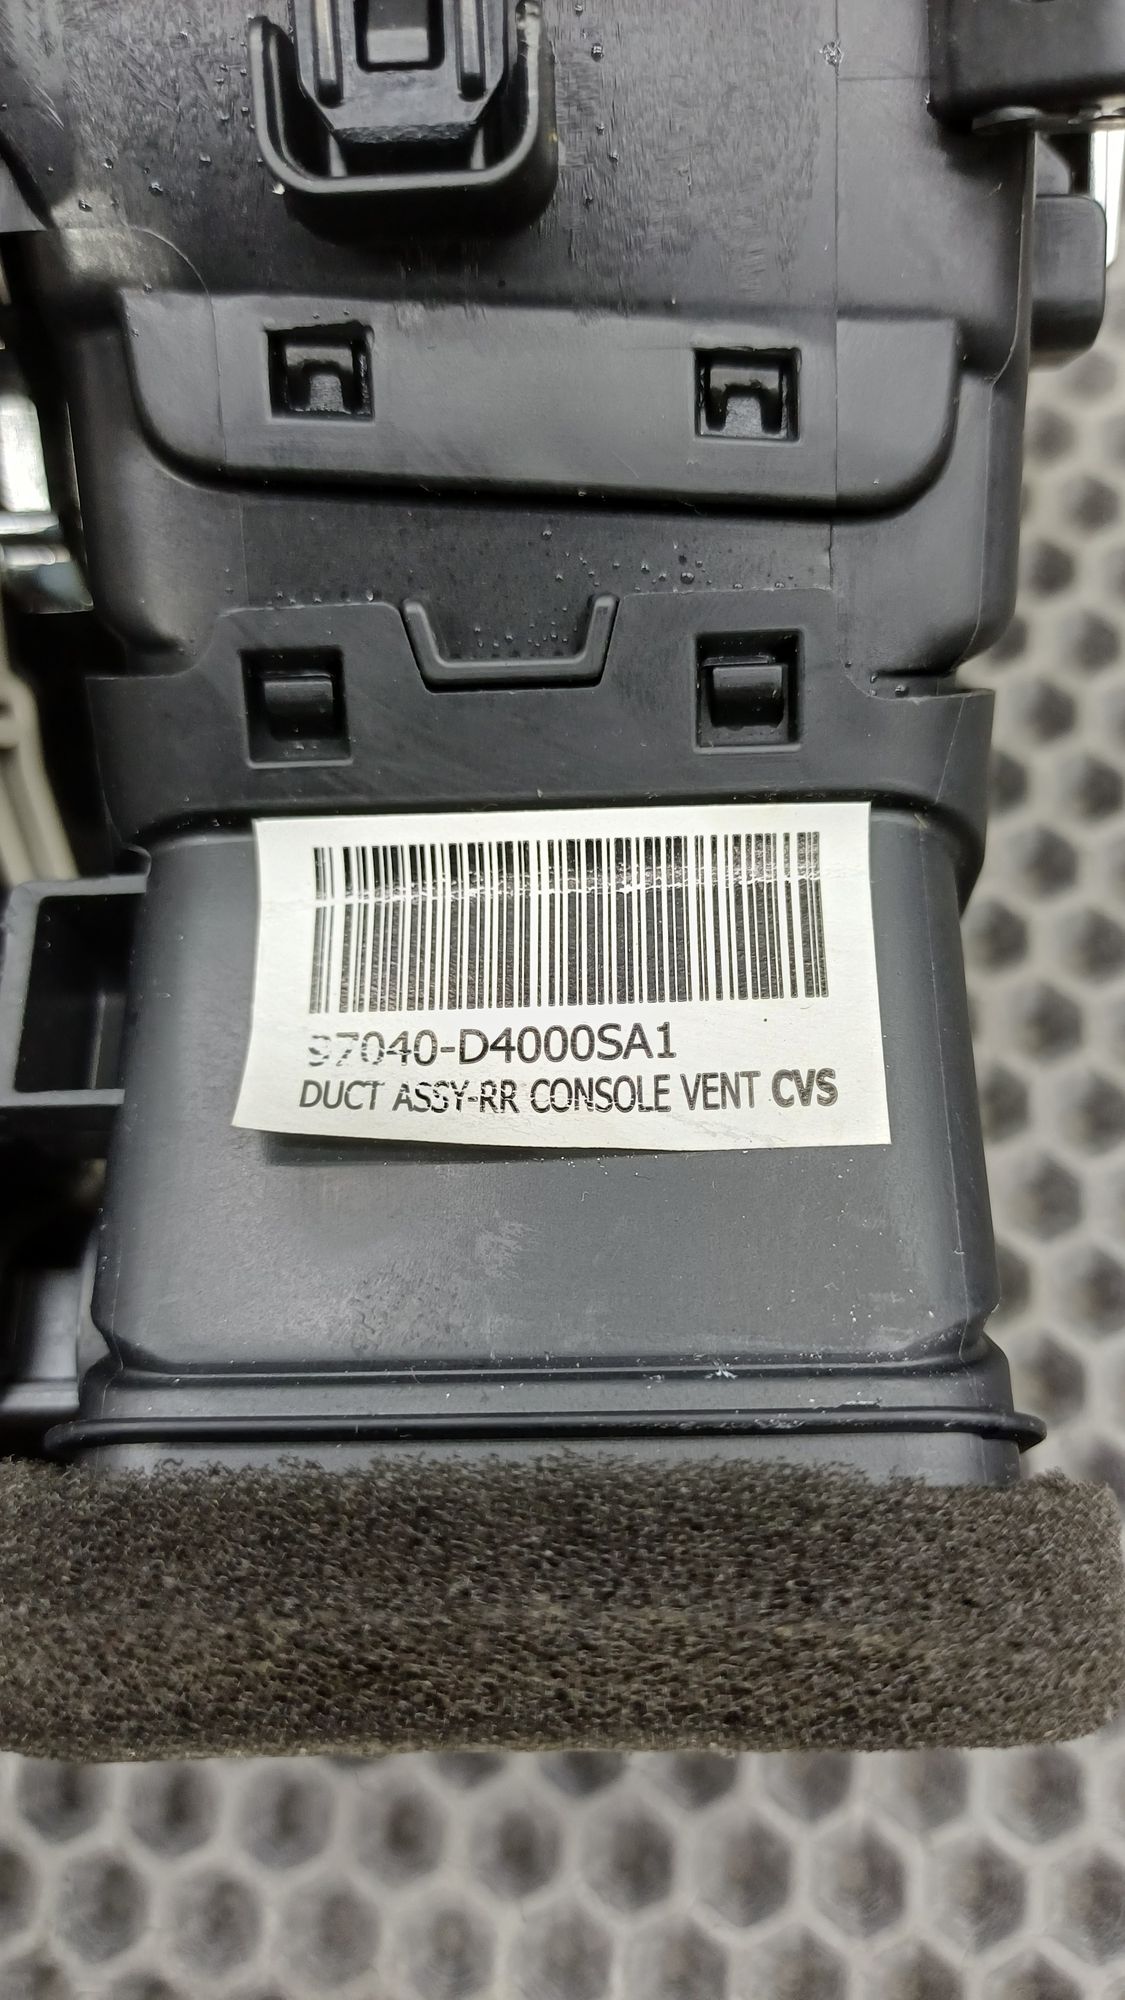 97040-D4000SA1
DUCT ASSY-RR CONSOLE VENT CVS